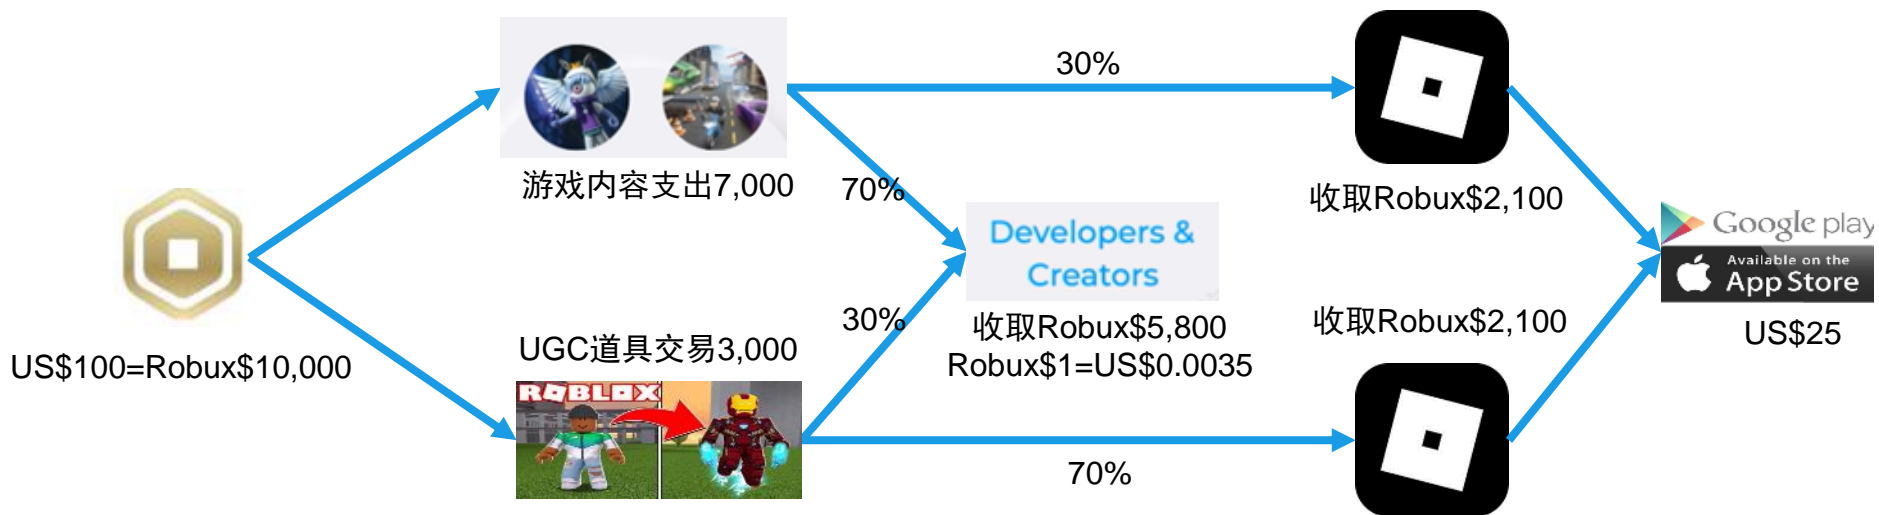 US$100=Robux$10,000
游戏内容支出7,000
UGC道具交易3,000
ROBLOX
30%
70%
30%
70%
Developers &
Creators
收取Robux$5,800
Robux$1=US$0.0035
收取Robux$2,100
收取Robux$2,100
Google play
Available on the
App Store
US$25